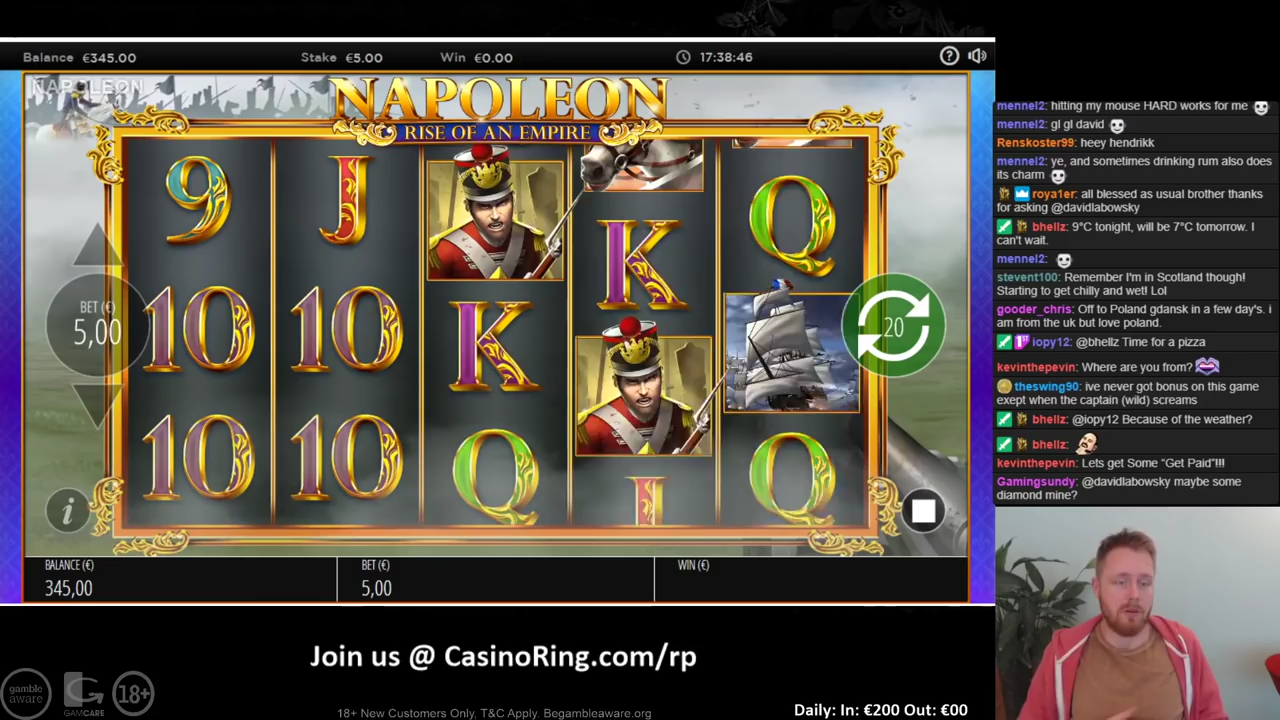 Balance €345.00
Stake €5.00
Win €0.00
17:38:46
?
NAPOLEON
NAPOLEON
RISE OF AN EMPIRE
9 J Q
K
10 10 K
10 10 Q J Q
BET (€)
5,00
20
i
BALANCE (€)
345,00
BET (€)
5,00
WIN (€)
mennel2: hitting my mouse HARD works for me
mennel2: gl gl david
Renskoster99: heey hendrikk
mennel2: ye, and sometimes drinking rum also does
its charm
roya1er: all blessed as usual brother thanks
for asking @davidlabowsky
bhellz: 9°C tonight, will be 7°C tomorrow. I
can't wait.
mennel2:
stevent100: Remember I'm in Scotland though!
Starting to get chilly and wet! Lol
gooder_chris: Off to Poland gdansk in a few day's. i
am from the uk but love poland.
iopy12: @bhellz Time for a pizza
kevinthepevin: Where are you from?
theswing90: ive never got bonus on this game
exept when the captain (wild) screams
bhellz: @iopy12 Because of the weather?
bhellz:
kevinthepevin: Lets get Some “Get Paid”!!!
Gamingsundy: @davidlabowsky maybe some
diamond mine?
Join us @ CasinoRing.com/rp
gamble
aware
GAMCARE
18+
18+ New Customers Only, T&C Apply. Begambleaware.org
Daily: In: €200 Out: €00